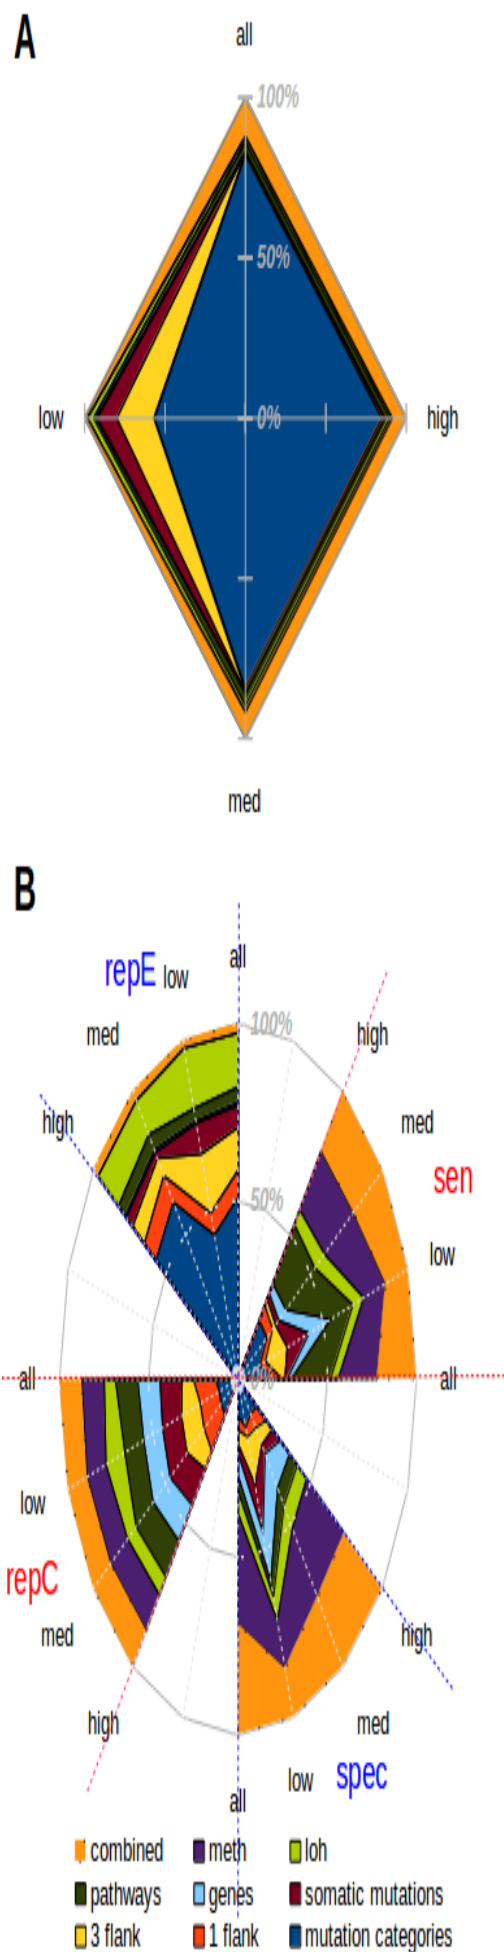 A
all
100%
50%
low
0%
high
med
B
all
repE low
med
100%
high
high
med
50%
sen
low
all
0%
all
low
repC
med
high
high
med
low spec
all
combined meth loh
pathways genes somatic mutations
3 flank 1 flank mutation categories